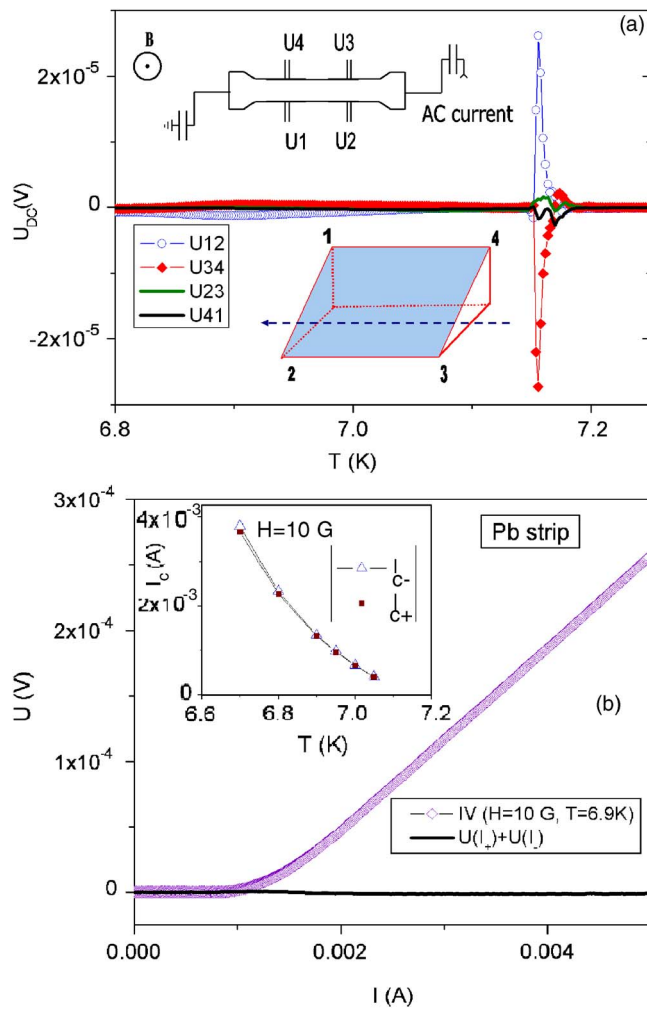 (a)
B
U4 U3
U1 U2
AC current
2x10⁻⁵
0
-2x10⁻⁵
U_DC(V)
U12
U34
U23
U41
1 4
2 3
6.8 7.0 7.2
T (K)
3x10⁻⁴
2x10⁻⁴
1x10⁻⁴
0
U (V)
Pb strip
4x10⁻³
2x10⁻³
0
I_C(A)
H=10 G
I_C-
I_C+
6.6 6.8 7.0 7.2
T (K)
(b)
IV (H=10 G, T=6.9K)
U(I₊)+U(I₋)
0.000 0.002 0.004
I (A)